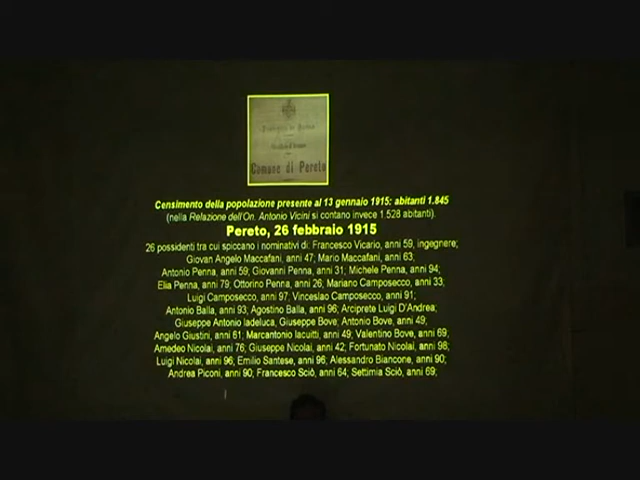 Comune di Pereto
Censimento della popolazione presente al 13 gennaio 1915: abitanti 1.845
(nella Relazione dell'On. Antonio Vicini si contano invece 1.528 abitanti).
Pereto, 26 febbraio 1915
26 possidenti tra cui spiccano i nominativi di: Francesco Vicario, anni 59, ingegnere;
Giovan Angelo Maccafani, anni 47; Mario Maccafani, anni 63;
Antonio Penna, anni 59; Giovanni Penna, anni 31; Michele Penna, anni 94;
Elia Penna, anni 79; Ottorino Penna, anni 26; Mariano Camposecco, anni 33;
Luigi Camposecco, anni 97; Vinceslao Camposecco, anni 91;
Antonio Balla, anni 93; Agostino Balla, anni 96; Arciprete Luigi D'Andrea;
Giuseppe Antonio Iadeluca, Giuseppe Bove, Antonio Bove, anni 49,
Angelo Giustini, anni 61; Marcantonio Iacuitti, anni 49; Valentino Bove, anni 69;
Amedeo Nicolai, anni 76; Giuseppe Nicolai, anni 42; Fortunato Nicolai, anni 98;
Luigi Nicolai, anni 96; Emilio Santese, anni 96; Alessandro Biancone, anni 90;
Andrea Piconi, anni 90; Francesco Sciò, anni 64; Settimia Sciò, anni 69;